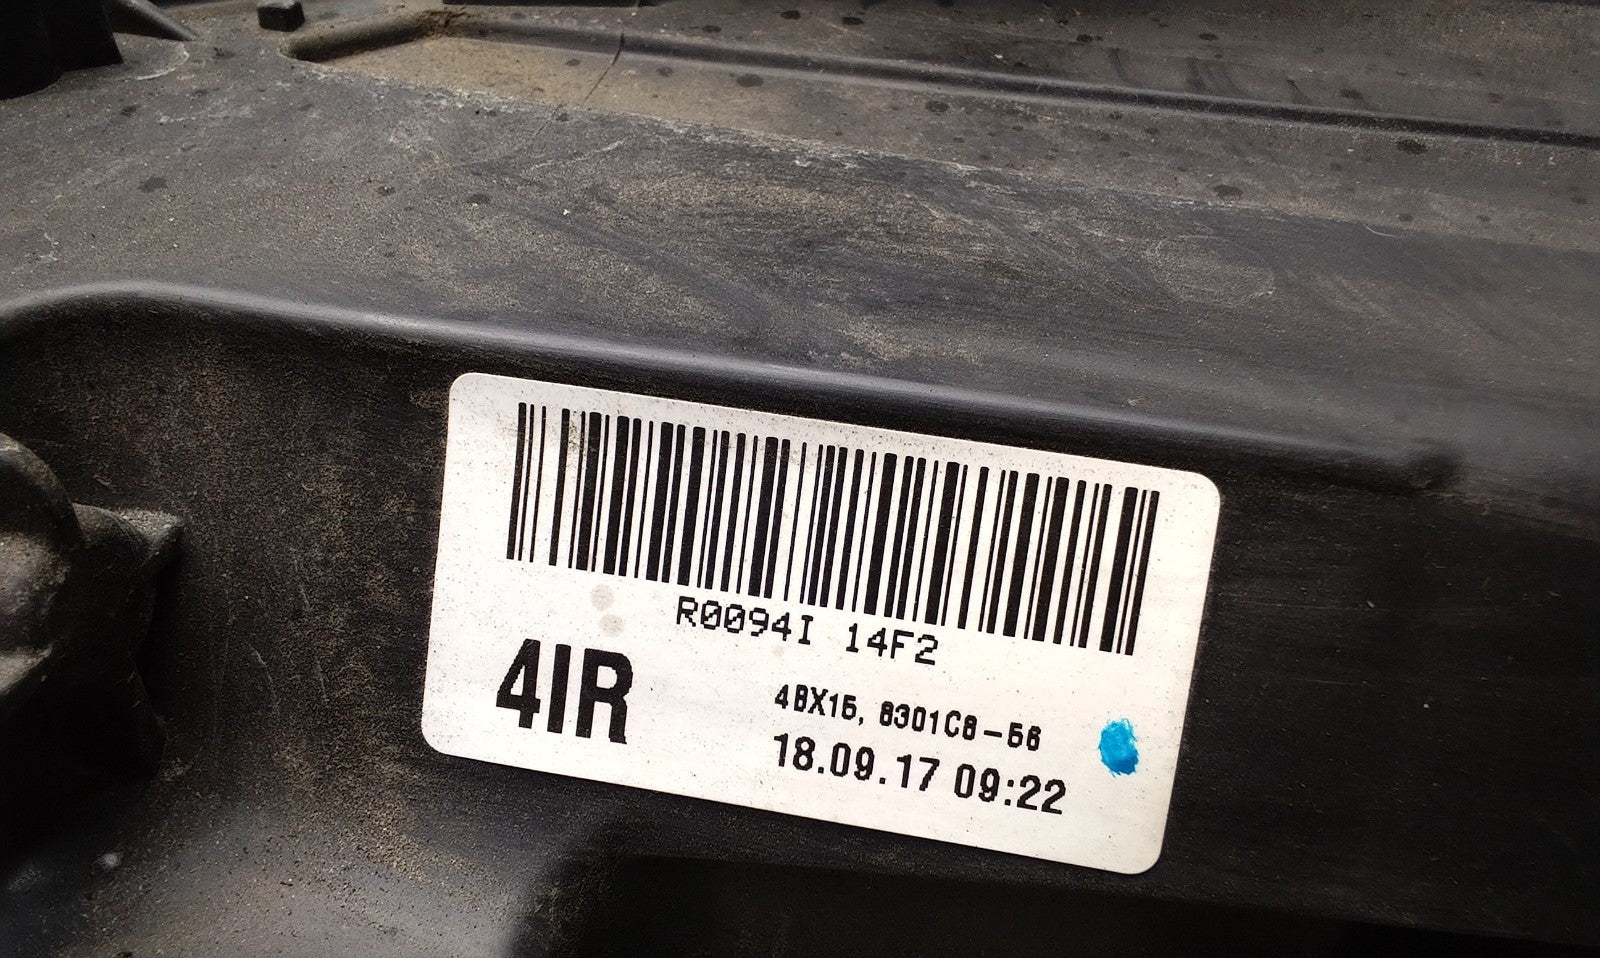 R0094I 14F2
4IR
4BX15, 8301C8-56
18.09.17 09:22